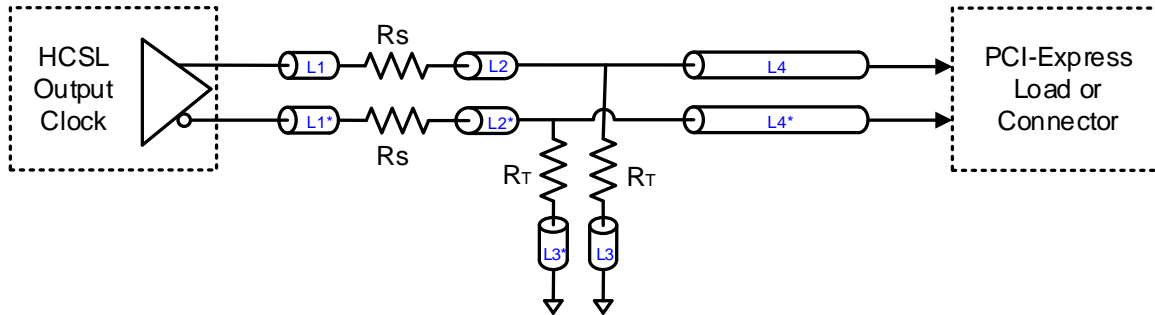 HCSL
Output
Clock
L1
Rs
L2
L4
PCI-Express
Load or
Connector
L1*
Rs
L2*
L4*
RT
RT
L3*
L3